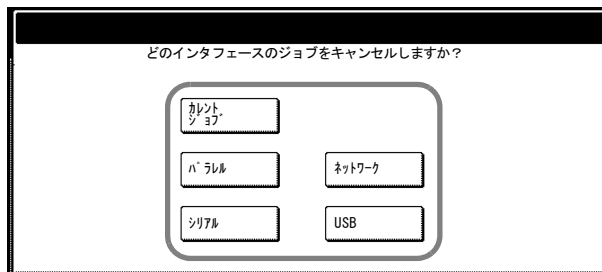 どのインタフェースのジョブをキャンセルしますか？
ｶﾚﾝﾄ
ｼﾞｮﾌﾞ
ﾊﾟﾗﾚﾙ
ﾈｯﾄﾜｰｸ
ｼﾘｱﾙ
USB